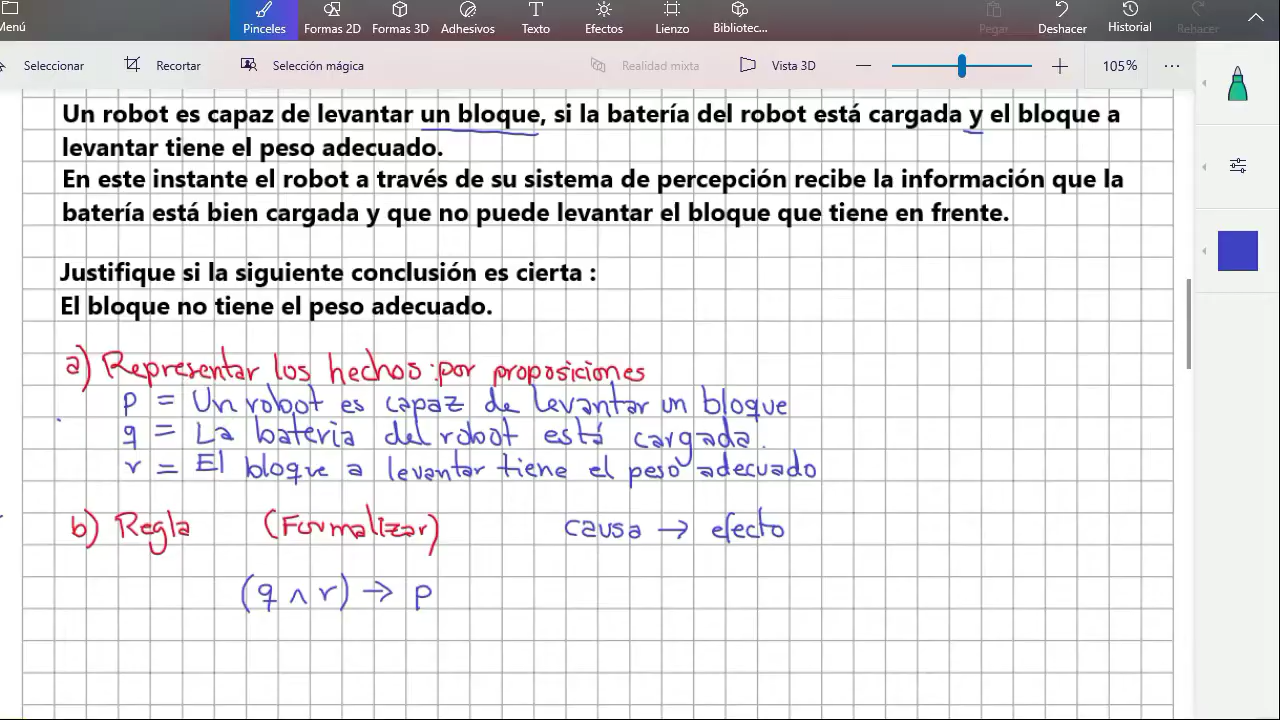 Menú
Pinceles
Formas 2D
Formas 3D
Adhesivos
Texto
Efectos
Lienzo
Bibliotec...
Pegar
Deshacer
Historial
Rehacer
Seleccionar
Recortar
Selección mágica
Realidad mixta
Vista 3D
105%
Un robot es capaz de levantar un bloque, si la batería del robot está cargada y el bloque a
levantar tiene el peso adecuado.
En este instante el robot a través de su sistema de percepción recibe la información que la
batería está bien cargada y que no puede levantar el bloque que tiene en frente.
Justifique si la siguiente conclusión es cierta :
El bloque no tiene el peso adecuado.
a) Representar los hechos : por proposiciones
p = Un robot es capaz de levantar un bloque
q = La bateria del robot está cargada.
r = El bloque a levantar tiene el peso adecuado
b) Regla (Formalizar) causa → efecto
(q ∧ r) → p